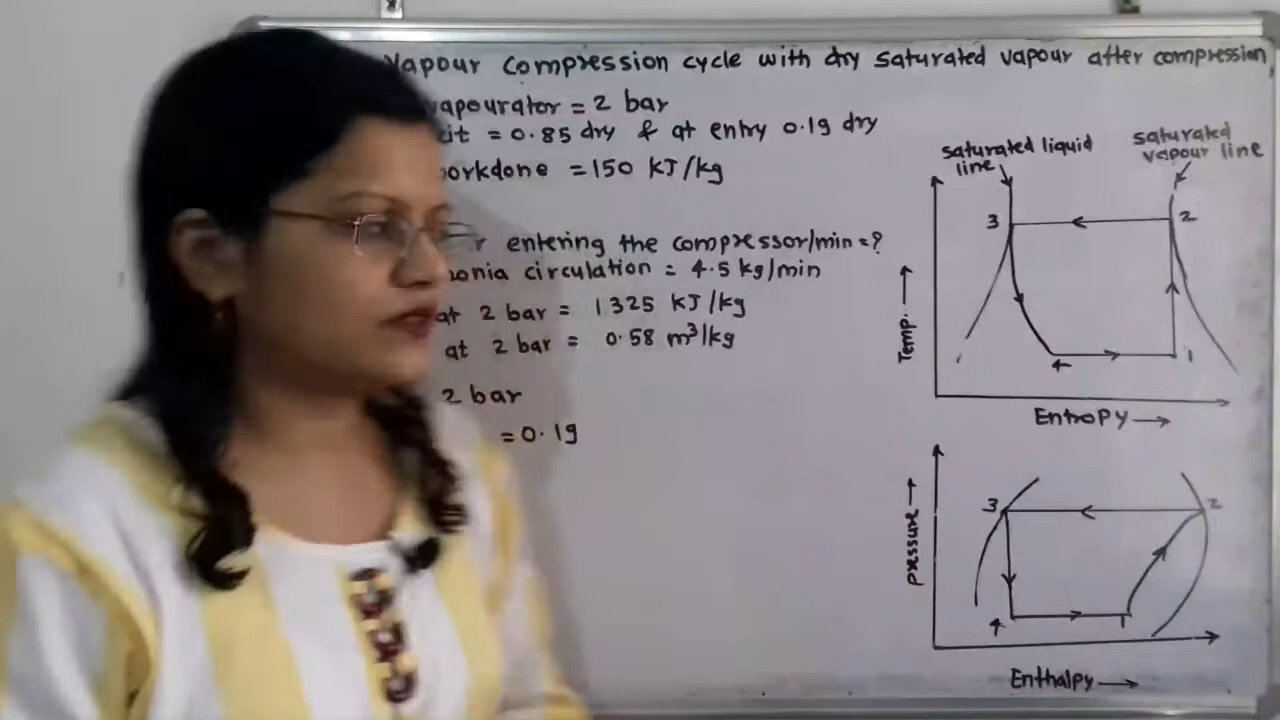 Vapour compression cycle with dry saturated vapour after compression
vapourator = 2 bar
= 0.85 dry & at entry 0.19 dry
workdone = 150 KJ/kg
entering the compressor/min = ?
onia circulation = 4.5 kg/min
at 2 bar = 1325 KJ/kg
at 2 bar = 0.58 m³/kg
2 bar
= 0.19
saturated liquid
line
saturated
vapour line
3
2
Temp. →
4
1
Entropy →
3
2
pressure →
4
1
Enthalpy →